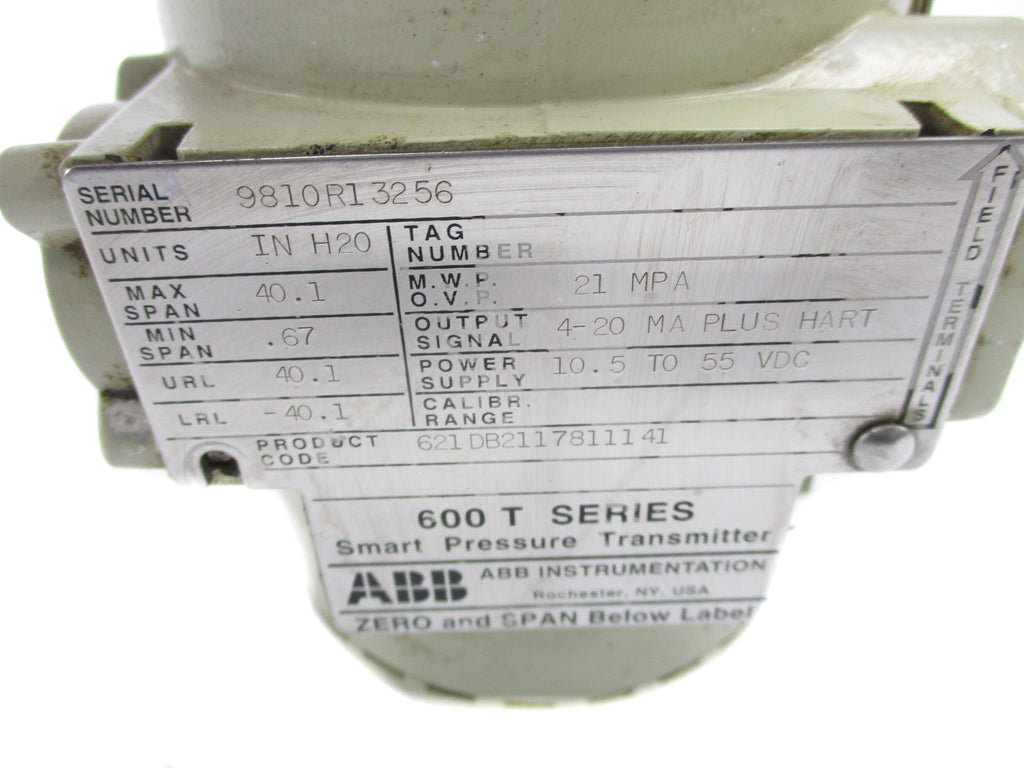 SERIAL NUMBER 9810R13256
UNITS IN H20
MAX SPAN 40.1
MIN SPAN .67
URL 40.1
LRL -40.1
TAG NUMBER
M.W.P. O.V.P. 21 MPA
OUTPUT SIGNAL 4-20 MA PLUS HART
POWER SUPPLY 10.5 TO 55 VDC
CALIBR. RANGE
PRODUCT CODE 621DB2117811141
FIELD TERMINALS
600 T SERIES
Smart Pressure Transmitter
ABB ABB INSTRUMENTATION
Rochester, NY, USA
ZERO and SPAN Below Label